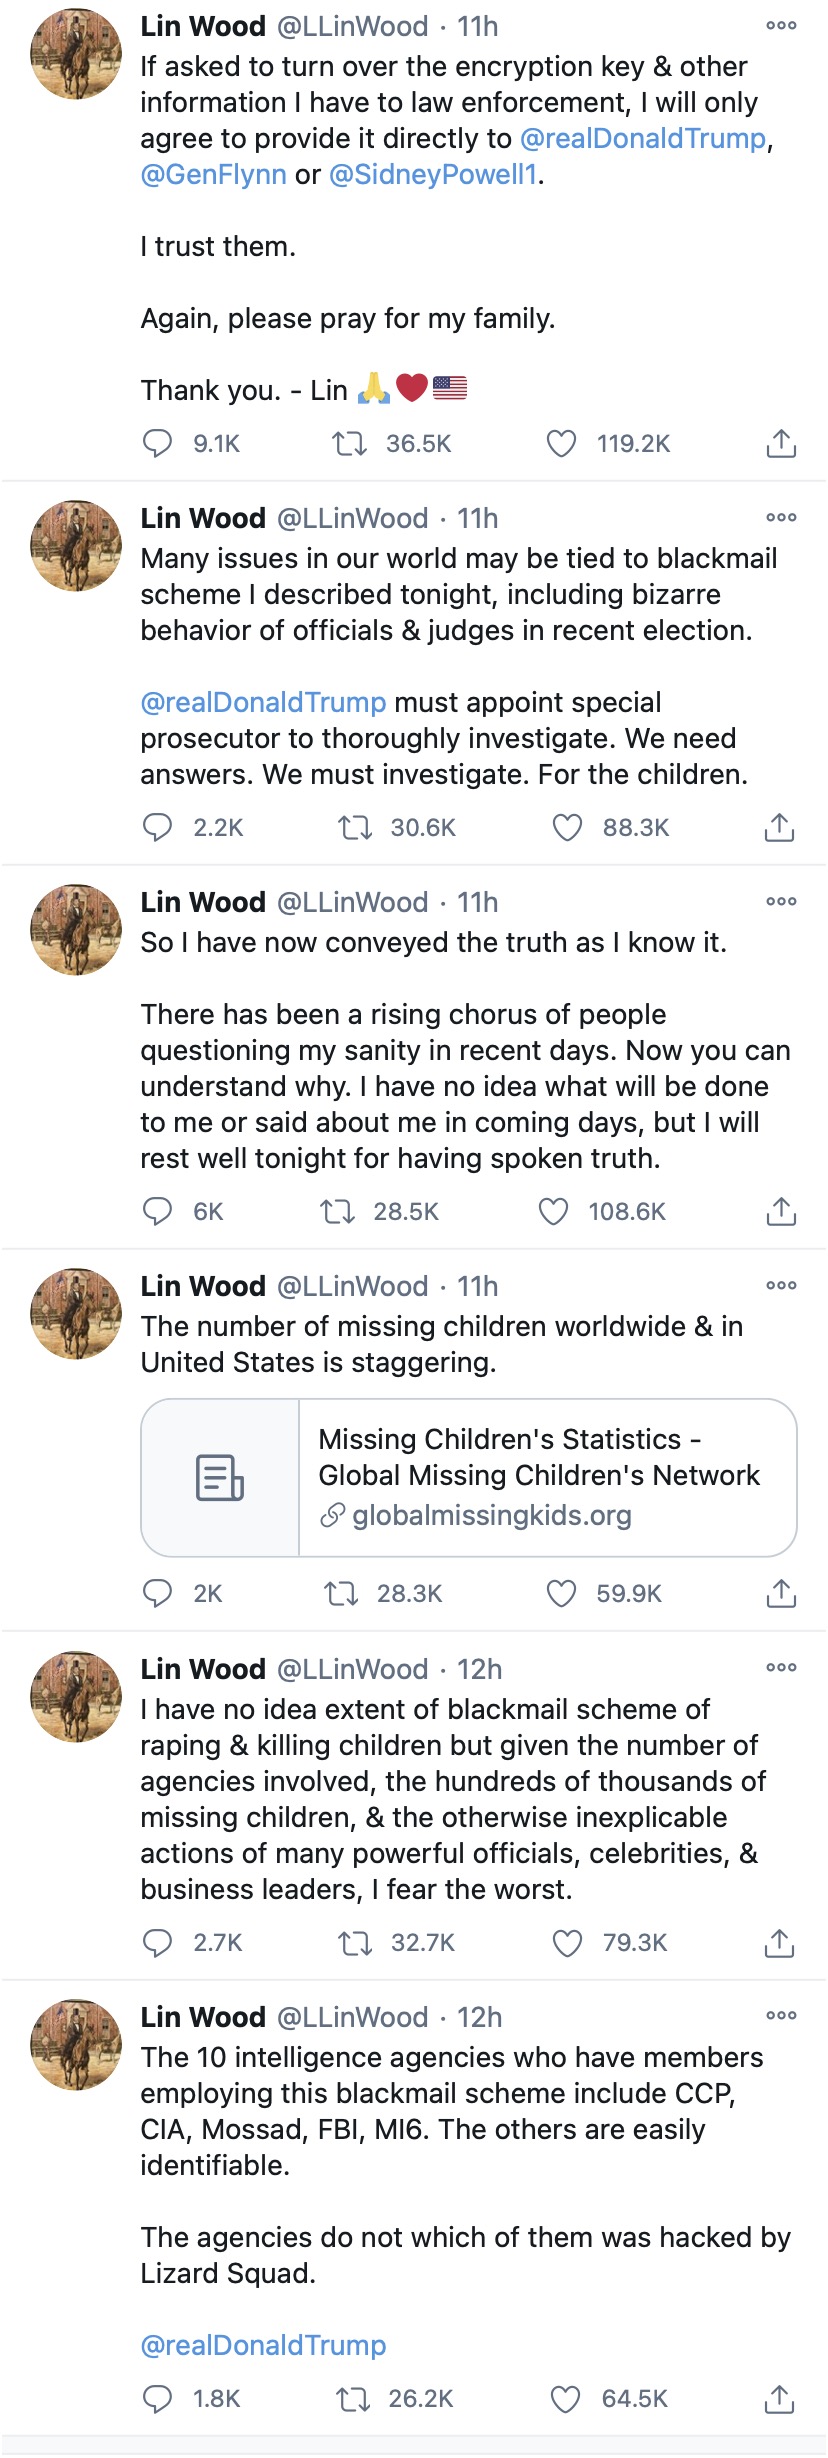 Lin Wood @LLinWood · 11h
If asked to turn over the encryption key & other
information I have to law enforcement, I will only
agree to provide it directly to @realDonaldTrump,
@GenFlynn or @SidneyPowell1.
I trust them.
Again, please pray for my family.
Thank you. - Lin 🙏❤️🇺🇸
9.1K 36.5K 119.2K
Lin Wood @LLinWood · 11h
Many issues in our world may be tied to blackmail
scheme I described tonight, including bizarre
behavior of officials & judges in recent election.
@realDonaldTrump must appoint special
prosecutor to thoroughly investigate. We need
answers. We must investigate. For the children.
2.2K 30.6K 88.3K
Lin Wood @LLinWood · 11h
So I have now conveyed the truth as I know it.
There has been a rising chorus of people
questioning my sanity in recent days. Now you can
understand why. I have no idea what will be done
to me or said about me in coming days, but I will
rest well tonight for having spoken truth.
6K 28.5K 108.6K
Lin Wood @LLinWood · 11h
The number of missing children worldwide & in
United States is staggering.
Missing Children's Statistics -
Global Missing Children's Network
globalmissingkids.org
2K 28.3K 59.9K
Lin Wood @LLinWood · 12h
I have no idea extent of blackmail scheme of
raping & killing children but given the number of
agencies involved, the hundreds of thousands of
missing children, & the otherwise inexplicable
actions of many powerful officials, celebrities, &
business leaders, I fear the worst.
2.7K 32.7K 79.3K
Lin Wood @LLinWood · 12h
The 10 intelligence agencies who have members
employing this blackmail scheme include CCP,
CIA, Mossad, FBI, MI6. The others are easily
identifiable.
The agencies do not which of them was hacked by
Lizard Squad.
@realDonaldTrump
1.8K 26.2K 64.5K